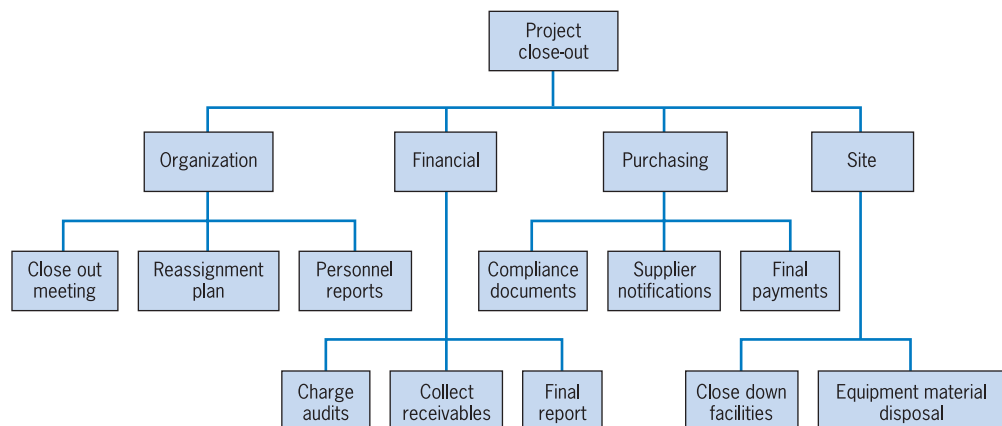 Project
close-out
Organization
Financial
Purchasing
Site
Close out
meeting
Reassignment
plan
Personnel
reports
Compliance
documents
Supplier
notifications
Final
payments
Charge
audits
Collect
receivables
Final
report
Close down
facilities
Equipment material
disposal